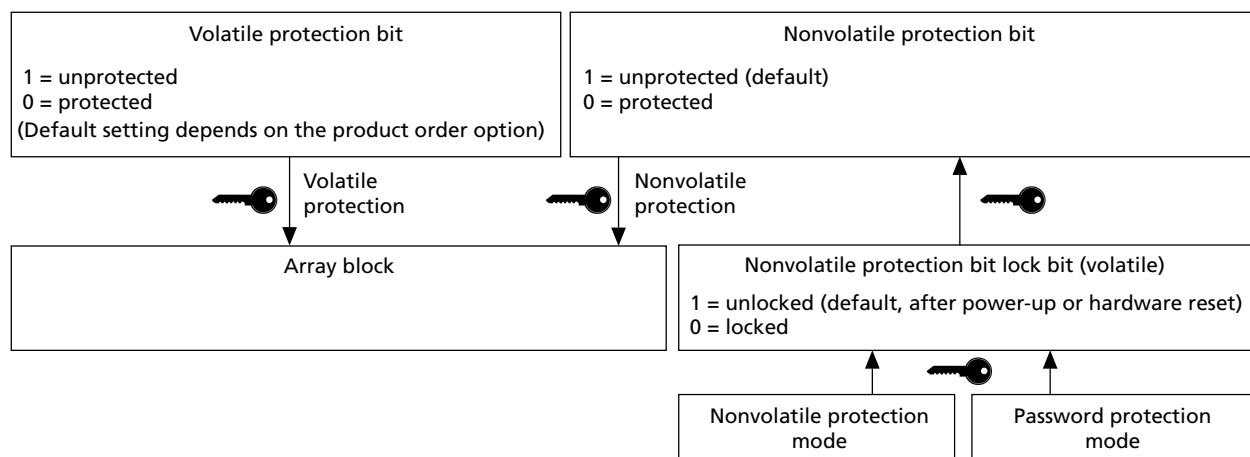 Volatile protection bit
1 = unprotected
0 = protected
(Default setting depends on the product order option)
Nonvolatile protection bit
1 = unprotected (default)
0 = protected
Volatile
protection
Nonvolatile
protection
Array block
Nonvolatile protection bit lock bit (volatile)
1 = unlocked (default, after power-up or hardware reset)
0 = locked
Nonvolatile protection
mode
Password protection
mode